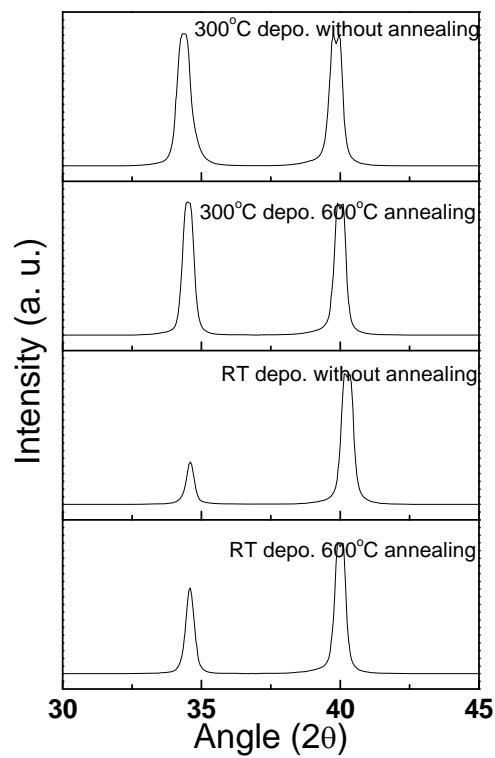 300°C depo. without annealing
300°C depo. 600°C annealing
RT depo. without annealing
RT depo. 600°C annealing
Intensity (a. u.)
30 35 40 45
Angle (2θ)